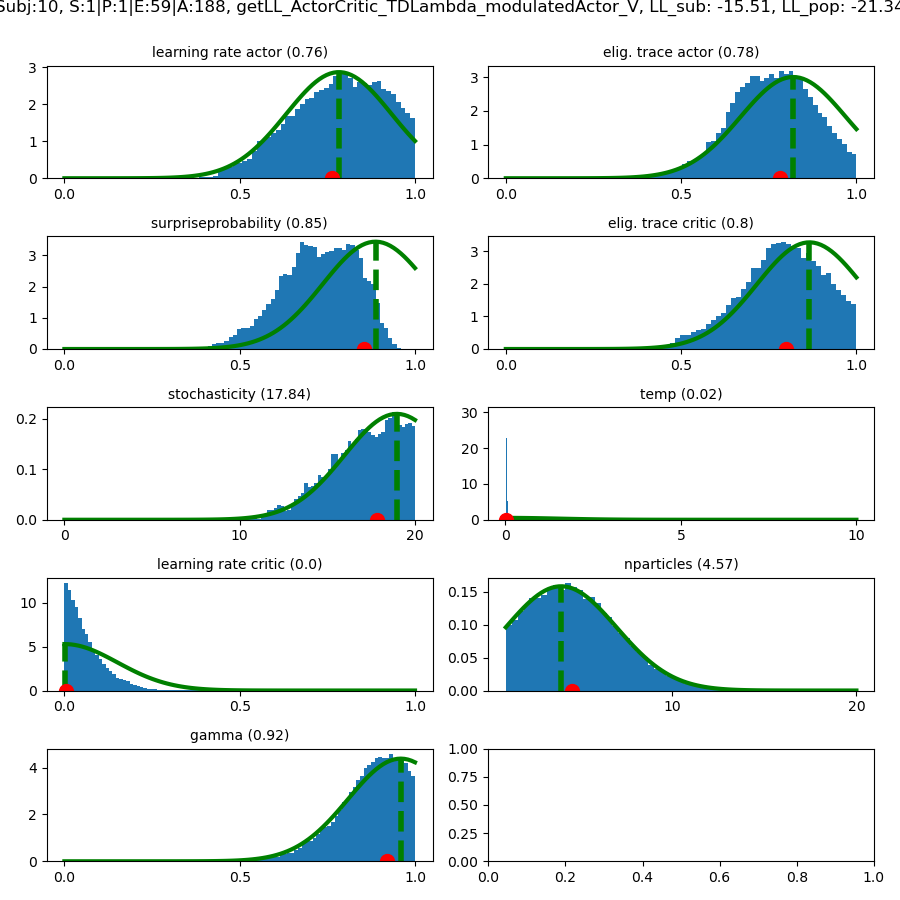 Subj:10, S:1|P:1|E:59|A:188, getLL_ActorCritic_TDLambda_modulatedActor_V, LL_sub: -15.51, LL_pop: -21.34
learning rate actor (0.76)
elig. trace actor (0.78)
3
2
1
0
0.0 0.5 1.0
3
2
1
0
0.0 0.5 1.0
surpriseprobability (0.85)
elig. trace critic (0.8)
3
2
1
0
0.0 0.5 1.0
3
2
1
0
0.0 0.5 1.0
stochasticity (17.84)
temp (0.02)
0.2
0.1
0.0
0 10 20
30
20
10
0
0 5 10
learning rate critic (0.0)
nparticles (4.57)
10
5
0
0.0 0.5 1.0
0.15
0.10
0.05
0.00
10 20
gamma (0.92)
4
2
0
0.0 0.5 1.0
1.00
0.75
0.50
0.25
0.00
0.0 0.2 0.4 0.6 0.8 1.0